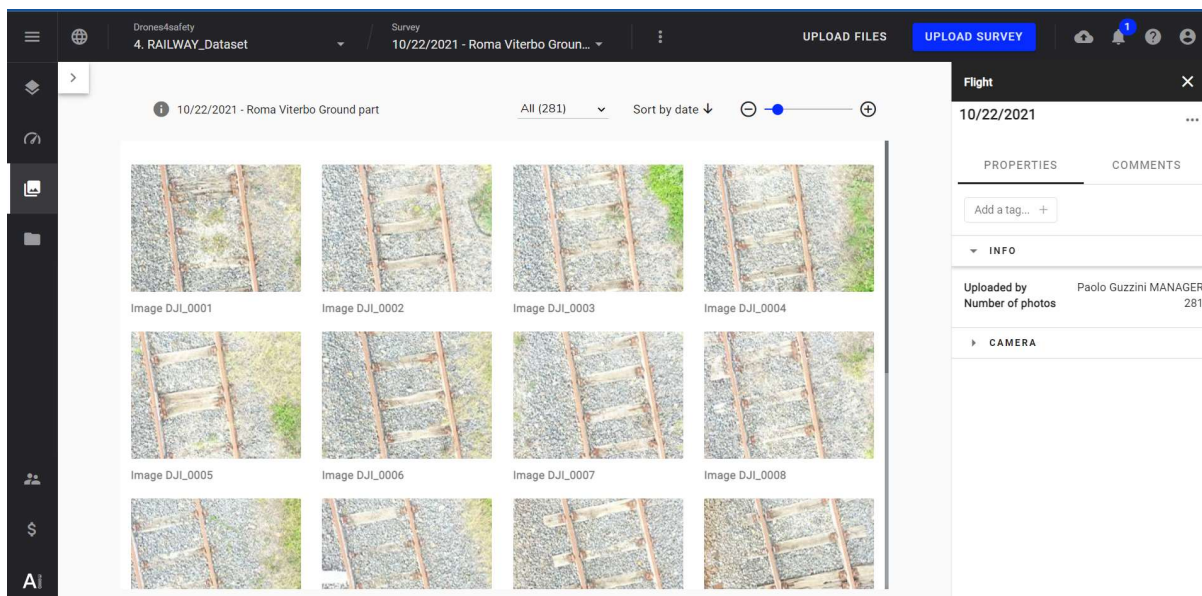 Drones4safety
4. RAILWAY_Dataset
Survey
10/22/2021 - Roma Viterbo Groun...
UPLOAD FILES
UPLOAD SURVEY
1
10/22/2021 - Roma Viterbo Ground part
All (281)
Sort by date
Image DJI_0001
Image DJI_0002
Image DJI_0003
Image DJI_0004
Image DJI_0005
Image DJI_0006
Image DJI_0007
Image DJI_0008
Flight
10/22/2021
PROPERTIES
COMMENTS
Add a tag... +
INFO
Uploaded by Paolo Guzzini MANAGER
Number of photos 281
CAMERA
$